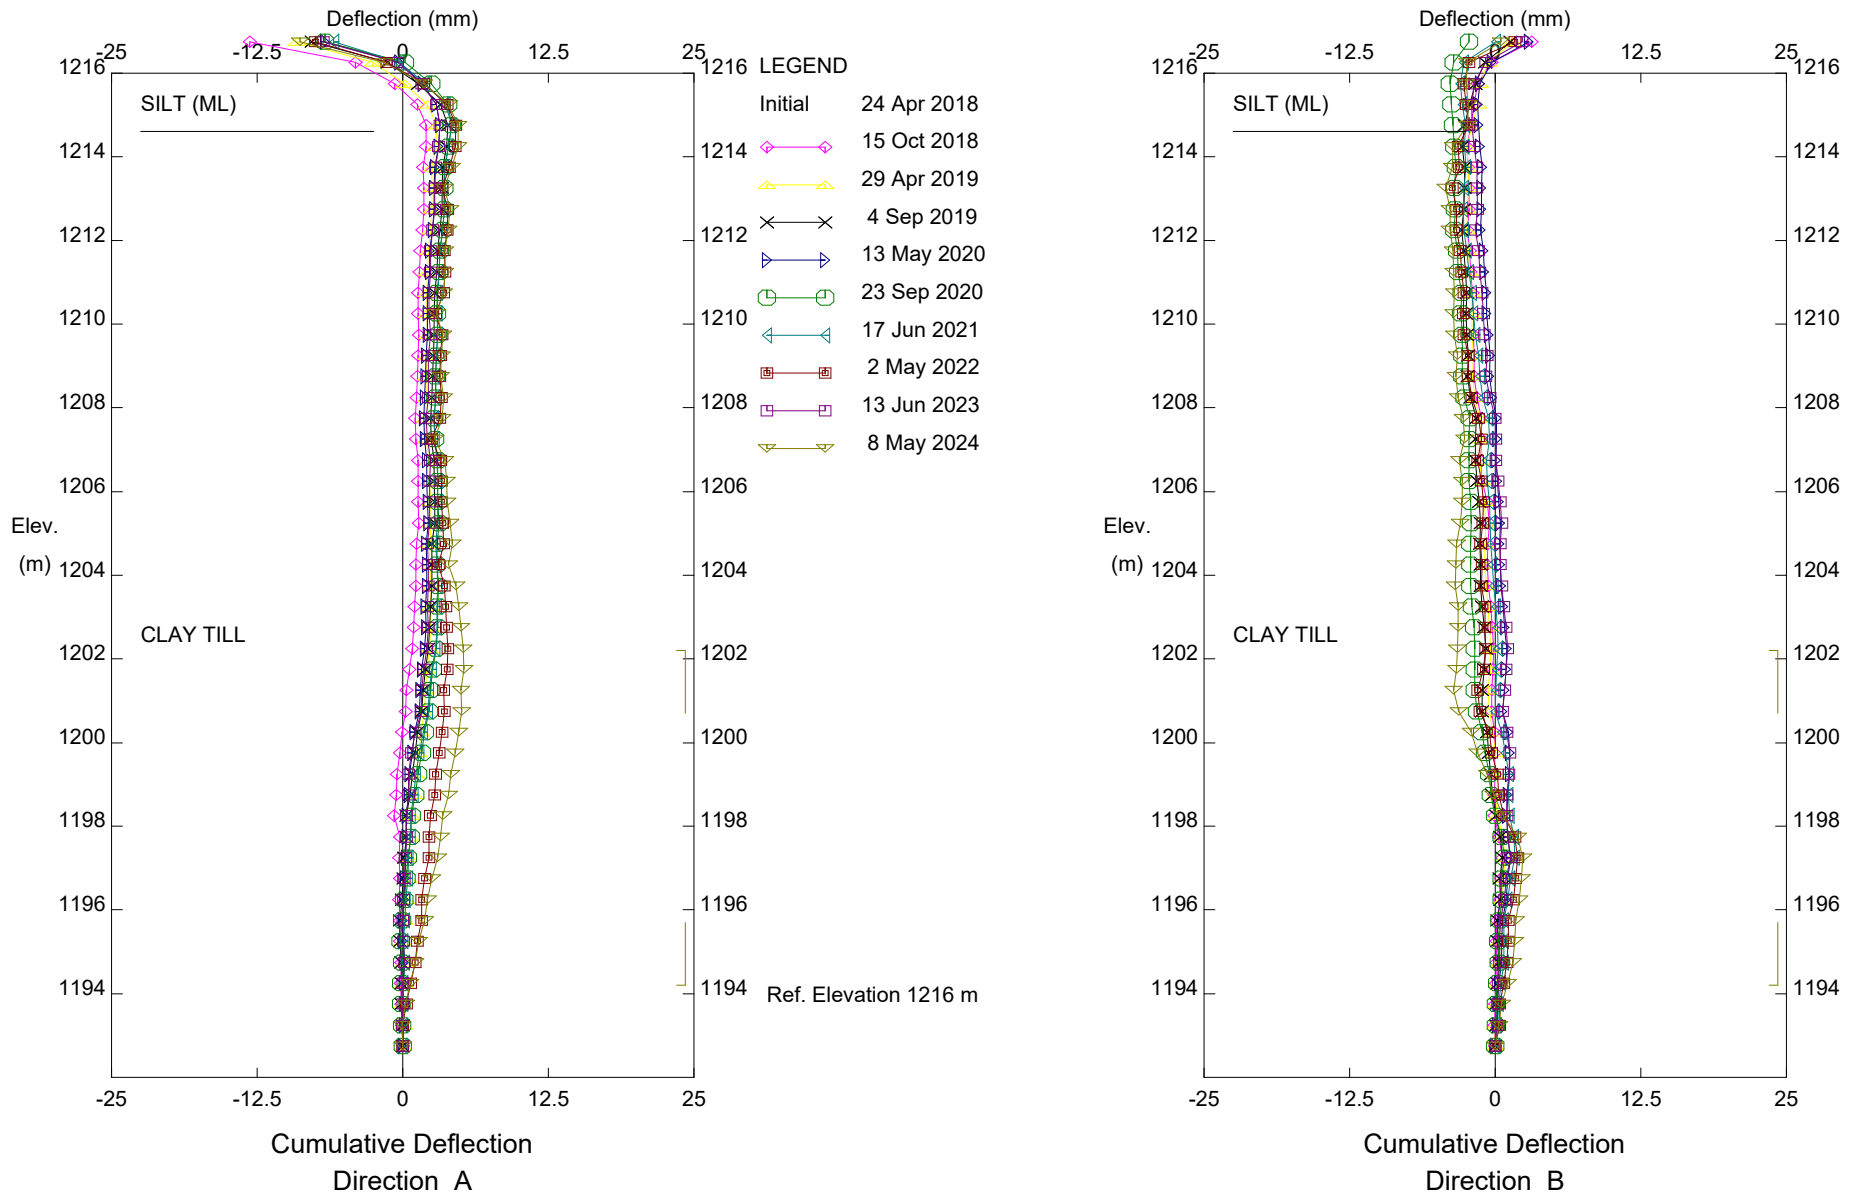 Deflection (mm)
-25 -12.5 0 12.5 25
1216 1216
SILT (ML)
1214 1214
1212 1212
1210 1210
1208 1208
1206 1206
Elev.
(m)
1204 1204
CLAY TILL
1202 1202
1200 1200
1198 1198
1196 1196
1194 1194
-25 -12.5 0 12.5 25
Cumulative Deflection
Direction A
LEGEND
Initial 24 Apr 2018
15 Oct 2018
29 Apr 2019
4 Sep 2019
13 May 2020
23 Sep 2020
17 Jun 2021
2 May 2022
13 Jun 2023
8 May 2024
Ref. Elevation 1216 m
Deflection (mm)
-25 -12.5 0 12.5 25
1216 1216
SILT (ML)
1214 1214
1212 1212
1210 1210
1208 1208
1206 1206
Elev.
(m)
1204 1204
CLAY TILL
1202 1202
1200 1200
1198 1198
1196 1196
1194 1194
-25 -12.5 0 12.5 25
Cumulative Deflection
Direction B